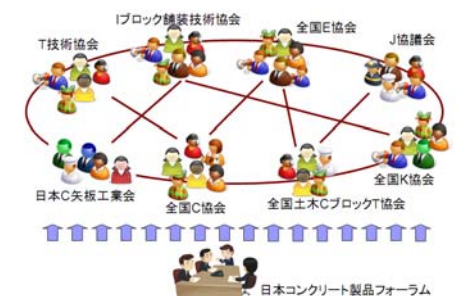 Iブロック舗装技術協会
全国E協会
T技術協会
J協議会
日本C矢板工業会
全国C協会
全国土木CブロックT協会
全国K協会
日本コンクリート製品フォーラム